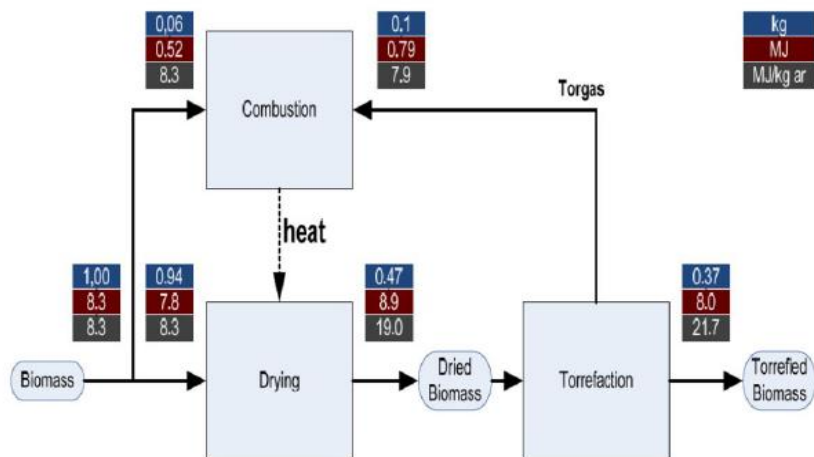 0,06
0.52
8.3
0.1
0.79
7.9
kg
MJ
MJ/kg ar
Combustion
Torgas
heat
1,00
8.3
8.3
0.94
7.8
8.3
0.47
8.9
19.0
0.37
8.0
21.7
Biomass
Drying
Dried
Biomass
Torrefaction
Torrefied
Biomass